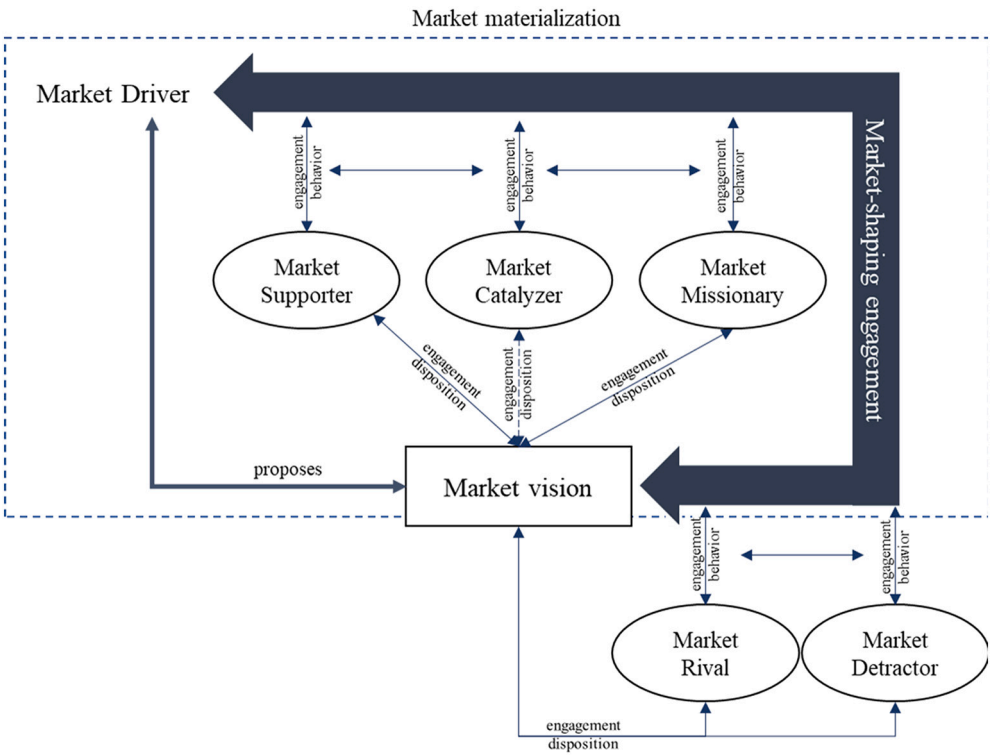 Market materialization
Market Driver
Market-shaping engagement
engagement
behavior
engagement
behavior
engagement
behavior
Market
Supporter
Market
Catalyzer
Market
Missionary
engagement
disposition
engagement
disposition
engagement
disposition
proposes
Market vision
engagement
behavior
engagement
behavior
Market
Rival
Market
Detractor
engagement
disposition